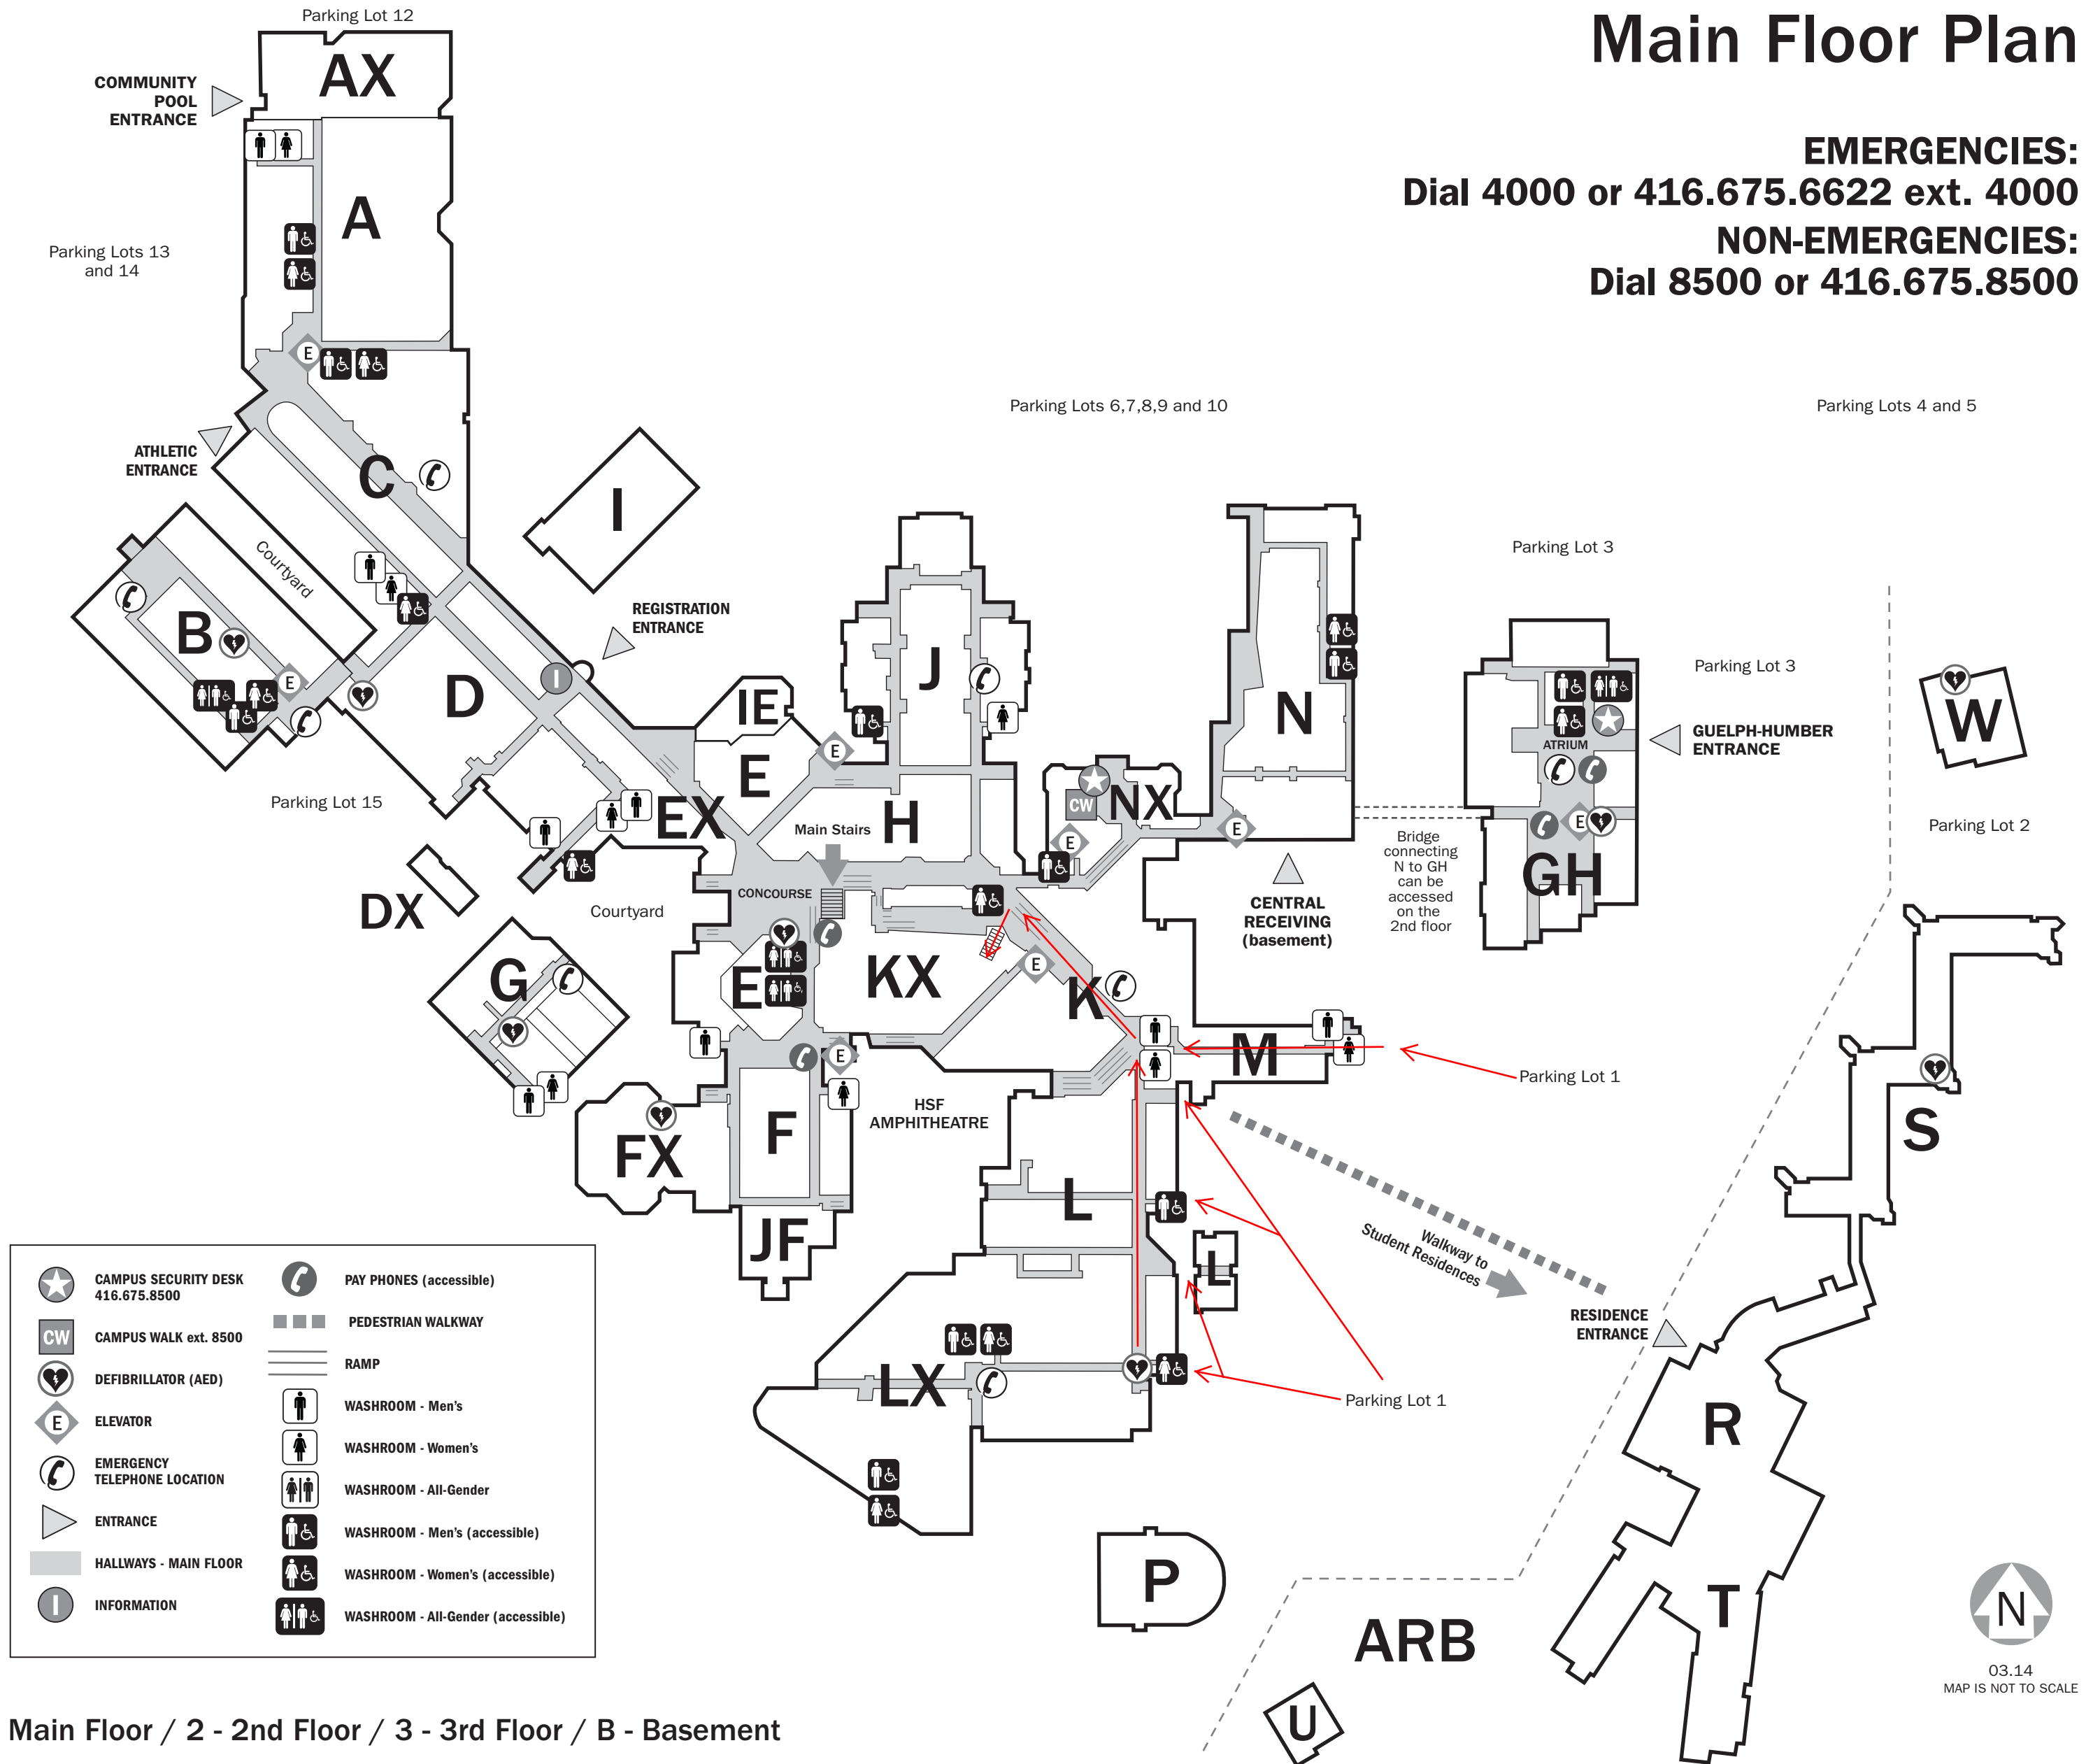 Main Floor Plan
EMERGENCIES:
Dial 4000 or 416.675.6622 ext. 4000
NON-EMERGENCIES:
Dial 8500 or 416.675.8500
Parking Lot 12
AX
COMMUNITY
POOL
ENTRANCE
A
Parking Lots 13
and 14
E
Parking Lots 6,7,8,9 and 10
Parking Lots 4 and 5
ATHLETIC
ENTRANCE
C
I
Courtyard
Parking Lot 3
REGISTRATION
ENTRANCE
B
E
D
I
IE
J
N
Parking Lot 3
W
GUELPH-HUMBER
ENTRANCE
ATRIUM
E
E
Parking Lot 15
EX
Main Stairs
H
CW
NX
E
E
Bridge
connecting
N to GH
can be
accessed
on the
2nd floor
E
GH
Parking Lot 2
DX
Courtyard
CONCOURSE
CENTRAL
RECEIVING
(basement)
G
E
KX
E
K
M
E
Parking Lot 1
HSF
AMPHITHEATRE
F
FX
S
L
JF
L
Walkway to
Student Residences
RESIDENCE
ENTRANCE
LX
Parking Lot 1
R
P
ARB
T
U
CAMPUS SECURITY DESK
416.675.8500
CW
CAMPUS WALK ext. 8500
DEFIBRILLATOR (AED)
E
ELEVATOR
EMERGENCY
TELEPHONE LOCATION
ENTRANCE
HALLWAYS - MAIN FLOOR
I
INFORMATION
PAY PHONES (accessible)
PEDESTRIAN WALKWAY
RAMP
WASHROOM - Men's
WASHROOM - Women's
WASHROOM - All-Gender
WASHROOM - Men's (accessible)
WASHROOM - Women's (accessible)
WASHROOM - All-Gender (accessible)
N
03.14
MAP IS NOT TO SCALE
Main Floor / 2 - 2nd Floor / 3 - 3rd Floor / B - Basement